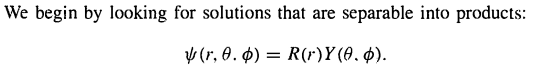 We begin by looking for solutions that are separable into products:
ψ(r, θ. ϕ) = R(r)Y(θ. ϕ).